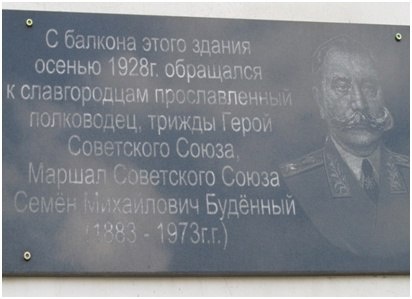 С балкона этого здания
осенью 1928г. обращался
к славгородцам прославленный
полководец, трижды Герой
Советского Союза,
Маршал Советского Союза
Семён Михаилович Будённый
(1883 - 1973г.г.)